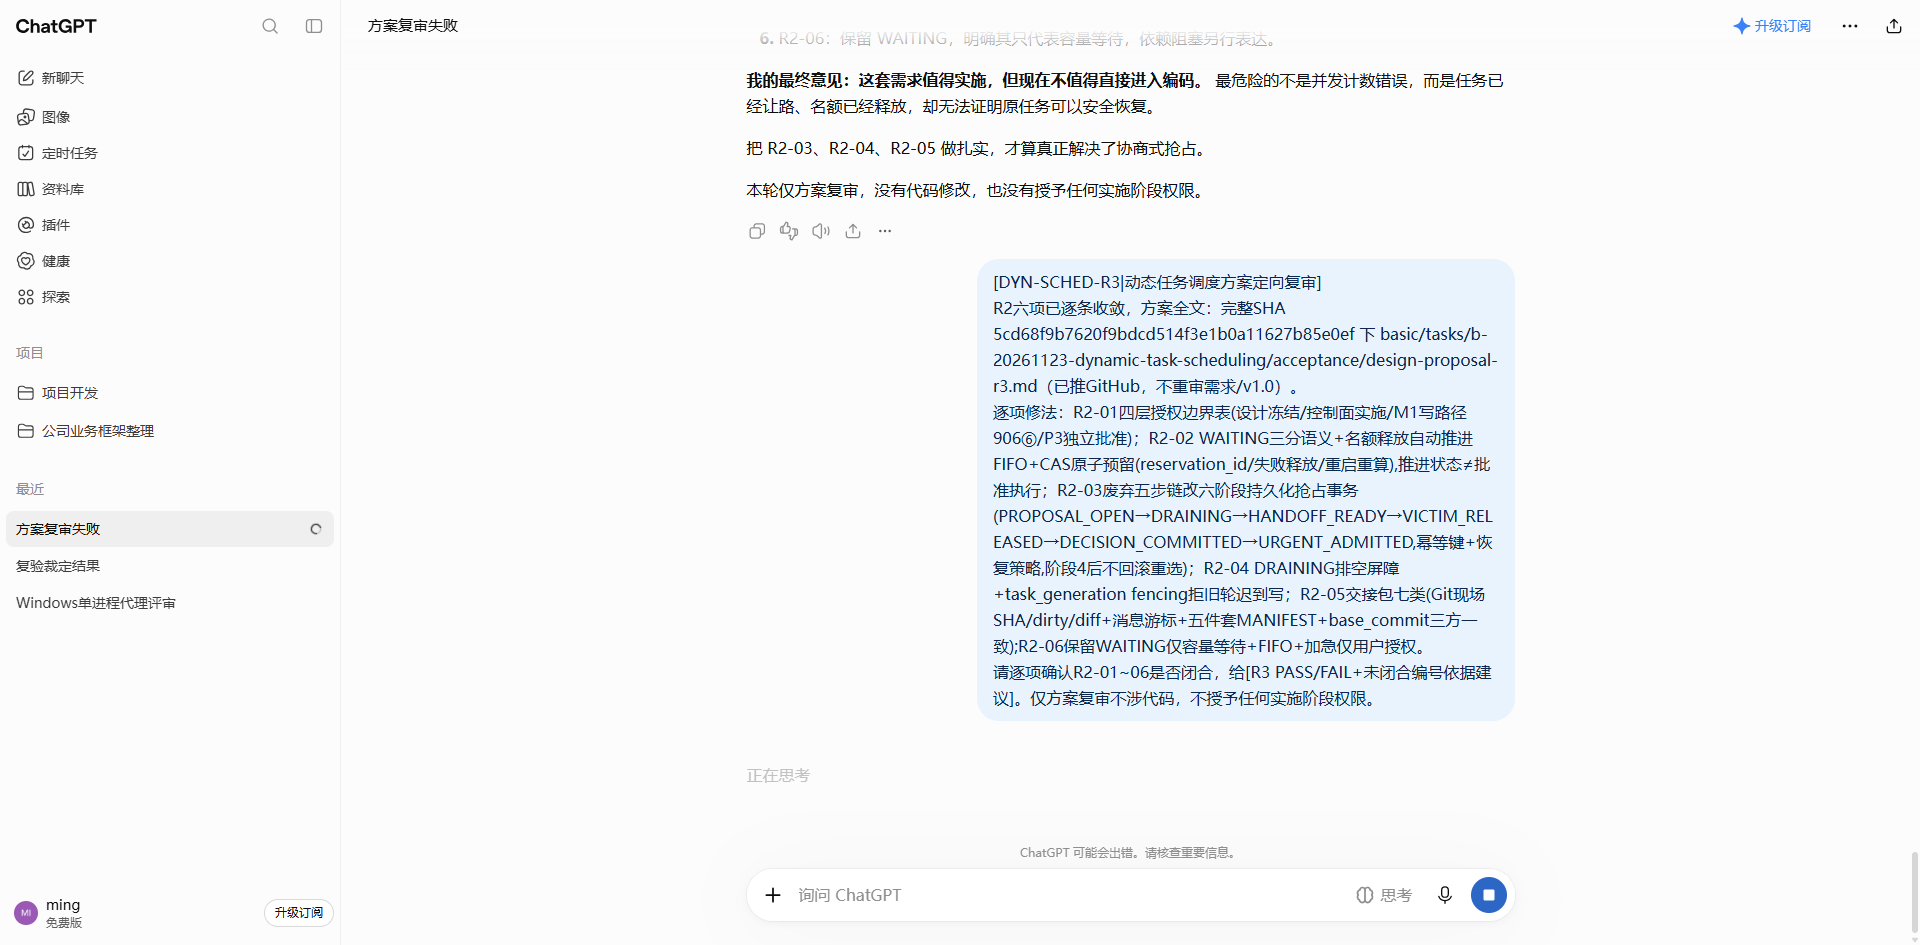 ChatGPT
新聊天
图像
定时任务
资料库
插件
健康
探索
项目
项目开发
公司业务框架整理
最近
方案复审失败
复验裁定结果
Windows单进程代理评审
MI
ming
免费版
升级订阅
方案复审失败
升级订阅
6. R2-06：保留 WAITING，明确其只代表容量等待，依赖阻塞另行表达。
我的最终意见：这套需求值得实施，但现在不值得直接进入编码。 最危险的不是并发计数错误，而是任务已
经让路、名额已经释放，却无法证明原任务可以安全恢复。
把 R2-03、R2-04、R2-05 做扎实，才算真正解决了协商式抢占。
本轮仅方案复审，没有代码修改，也没有授予任何实施阶段权限。
[DYN-SCHED-R3|动态任务调度方案定向复审]
R2六项已逐条收敛，方案全文：完整SHA
5cd68f9b7620f9bdcd514f3e1b0a11627b85e0ef 下 basic/tasks/b-
20261123-dynamic-task-scheduling/acceptance/design-proposal-
r3.md（已推GitHub，不重审需求/v1.0）。
逐项修法：R2-01四层授权边界表(设计冻结/控制面实施/M1写路径
906⑥/P3独立批准)；R2-02 WAITING三分语义+名额释放自动推进
FIFO+CAS原子预留(reservation_id/失败释放/重启重算),推进状态≠批
准执行；R2-03废弃五步链改六阶段持久化抢占事务
(PROPOSAL_OPEN→DRAINING→HANDOFF_READY→VICTIM_REL
EASED→DECISION_COMMITTED→URGENT_ADMITTED,幂等键+恢
复策略,阶段4后不回滚重选)；R2-04 DRAINING排空屏障
+task_generation fencing拒旧轮迟到写；R2-05交接包七类(Git现场
SHA/dirty/diff+消息游标+五件套MANIFEST+base_commit三方一
致);R2-06保留WAITING仅容量等待+FIFO+加急仅用户授权。
请逐项确认R2-01~06是否闭合，给[R3 PASS/FAIL+未闭合编号依据建
议]。仅方案复审不涉代码，不授予任何实施阶段权限。
正在思考
ChatGPT 可能会出错。请核查重要信息。
询问 ChatGPT
思考